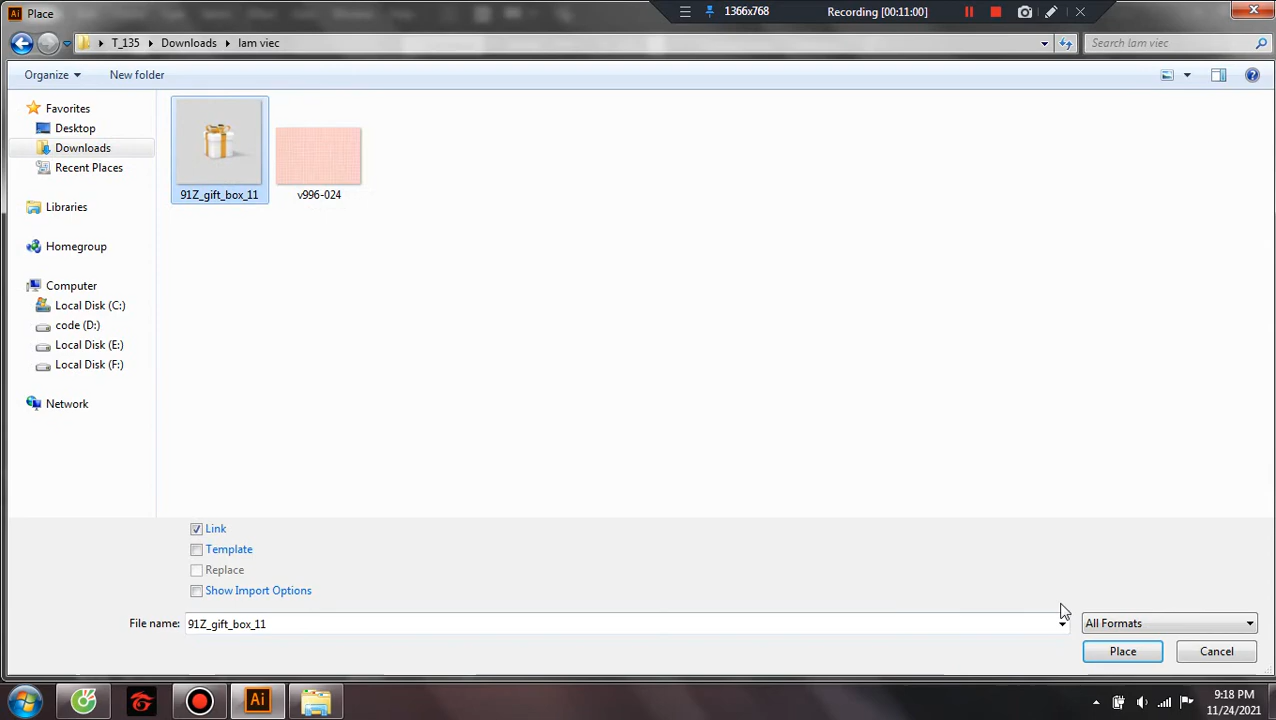 Ai Place
1366x768
Recording [00:11:00]
T_135
Downloads
lam viec
Search lam viec
Organize
New folder
Favorites
Desktop
Downloads
Recent Places
Libraries
Homegroup
Computer
Local Disk (C:)
code (D:)
Local Disk (E:)
Local Disk (F:)
Network
91Z_gift_box_11
v996-024
Link
Template
Replace
Show Import Options
File name:
91Z_gift_box_11
All Formats
Place
Cancel
Ai
9:18 PM
11/24/2021